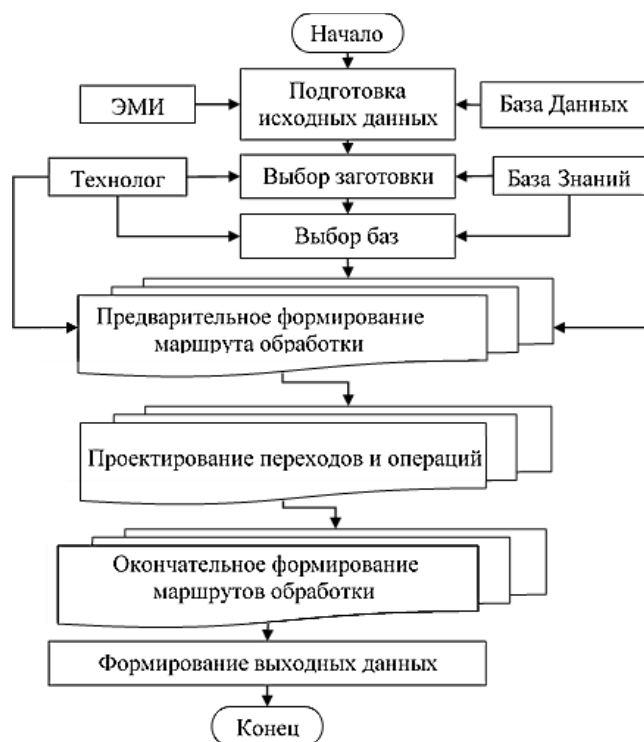 Начало
ЭМИ
Подготовка
исходных данных
База Данных
Технолог
Выбор заготовки
База Знаний
Выбор баз
Предварительное формирование
маршрута обработки
Проектирование переходов и операций
Окончательное формирование
маршрутов обработки
Формирование выходных данных
Конец